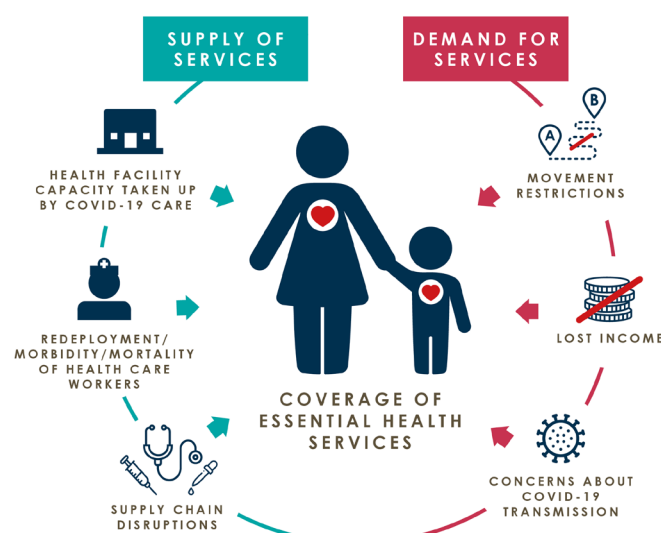 SUPPLY OF
SERVICES
DEMAND FOR
SERVICES
B
A
HEALTH FACILITY
CAPACITY TAKEN UP
BY COVID-19 CARE
MOVEMENT
RESTRICTIONS
REDEPLOYMENT/
MORBIDITY/MORTALITY
OF HEALTH CARE
WORKERS
LOST INCOME
COVERAGE OF
ESSENTIAL HEALTH
SERVICES
SUPPLY CHAIN
DISRUPTIONS
CONCERNS ABOUT
COVID-19
TRANSMISSION